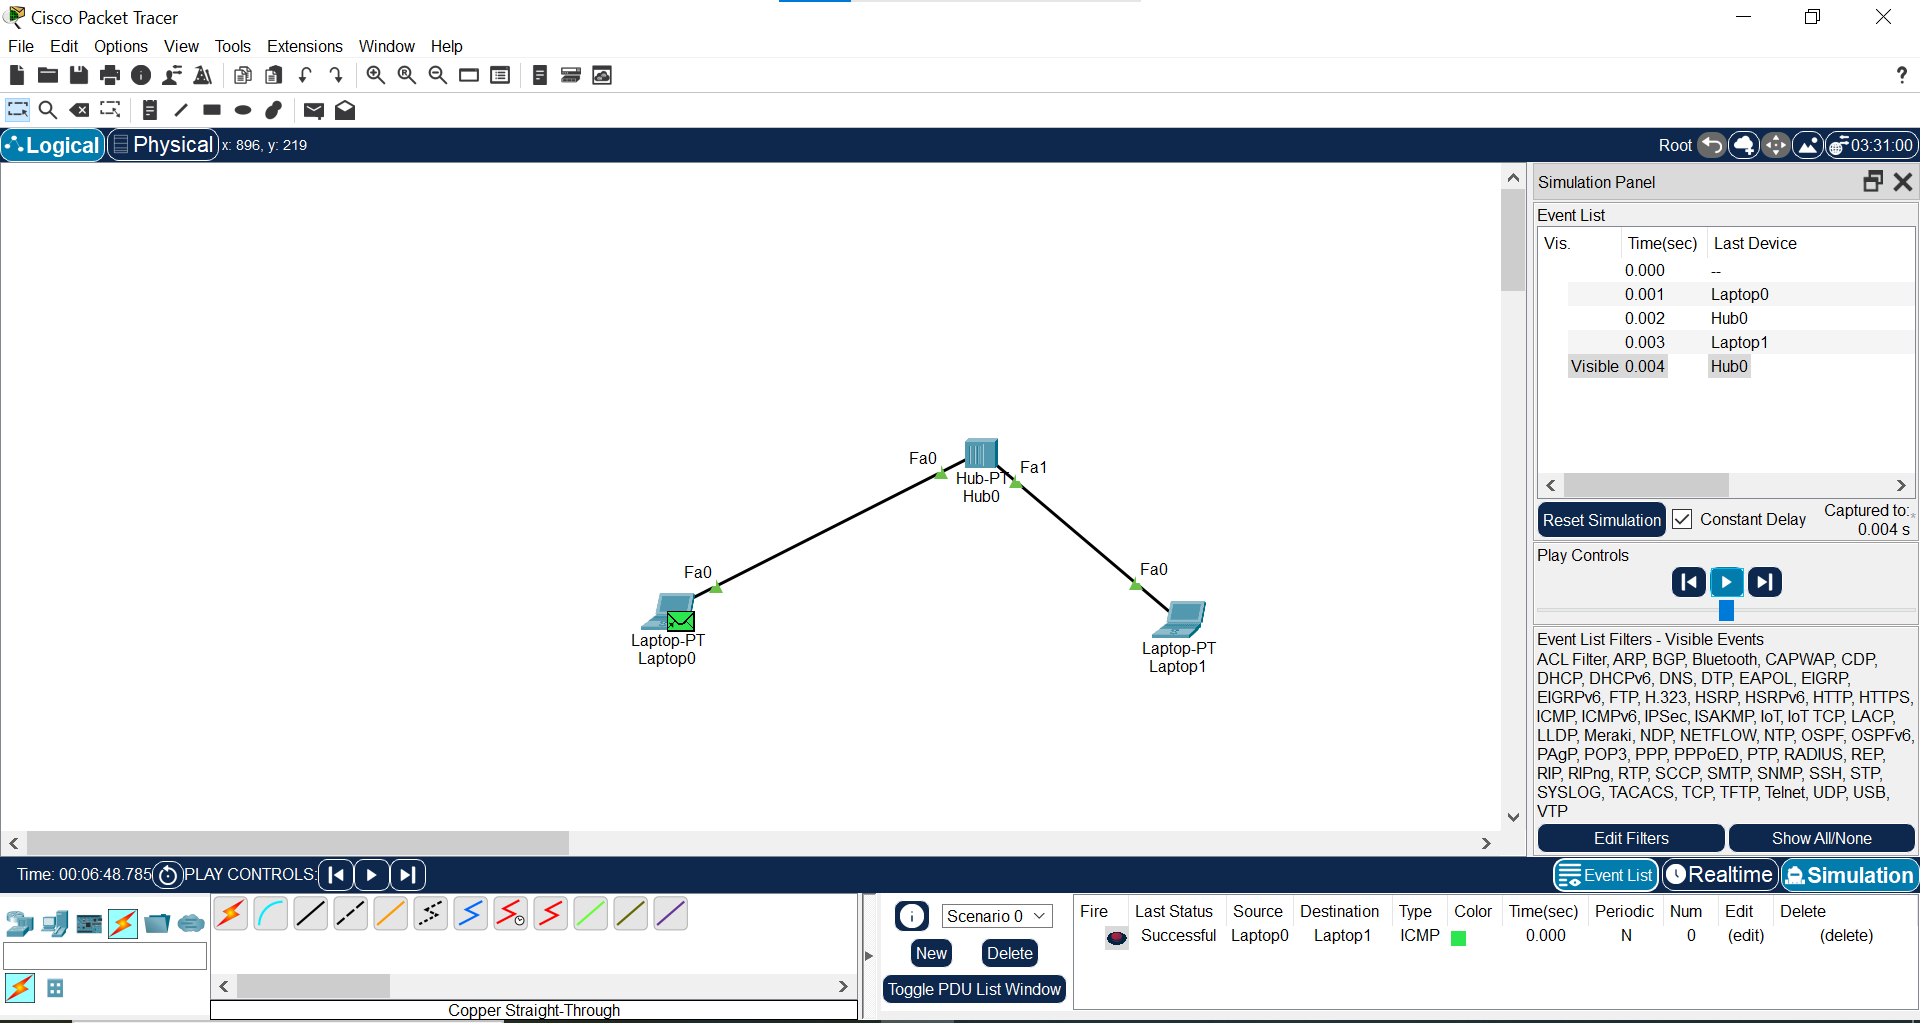 Cisco Packet Tracer
File Edit Options View Tools Extensions Window Help
?
Logical Physical x: 896, y: 219 Root 03:31:00
Simulation Panel
Event List
Vis. Time(sec) Last Device
0.000 --
0.001 Laptop0
0.002 Hub0
0.003 Laptop1
Visible 0.004 Hub0
Fa0
Fa1
Hub-PT
Hub0
Fa0
Fa0
Laptop-PT
Laptop0
Laptop-PT
Laptop1
Reset Simulation Constant Delay Captured to:*
0.004 s
Play Controls
Event List Filters - Visible Events
ACL Filter, ARP, BGP, Bluetooth, CAPWAP, CDP,
DHCP, DHCPv6, DNS, DTP, EAPOL, EIGRP,
EIGRPv6, FTP, H.323, HSRP, HSRPv6, HTTP, HTTPS,
ICMP, ICMPv6, IPSec, ISAKMP, IoT, IoT TCP, LACP,
LLDP, Meraki, NDP, NETFLOW, NTP, OSPF, OSPFv6,
PAgP, POP3, PPP, PPPoED, PTP, RADIUS, REP,
RIP, RIPng, RTP, SCCP, SMTP, SNMP, SSH, STP,
SYSLOG, TACACS, TCP, TFTP, Telnet, UDP, USB,
VTP
Edit Filters Show All/None
Time: 00:06:48.785 PLAY CONTROLS: Event List Realtime Simulation
Scenario 0
New Delete
Toggle PDU List Window
Fire Last Status Source Destination Type Color Time(sec) Periodic Num Edit Delete
Successful Laptop0 Laptop1 ICMP 0.000 N 0 (edit) (delete)
Copper Straight-Through